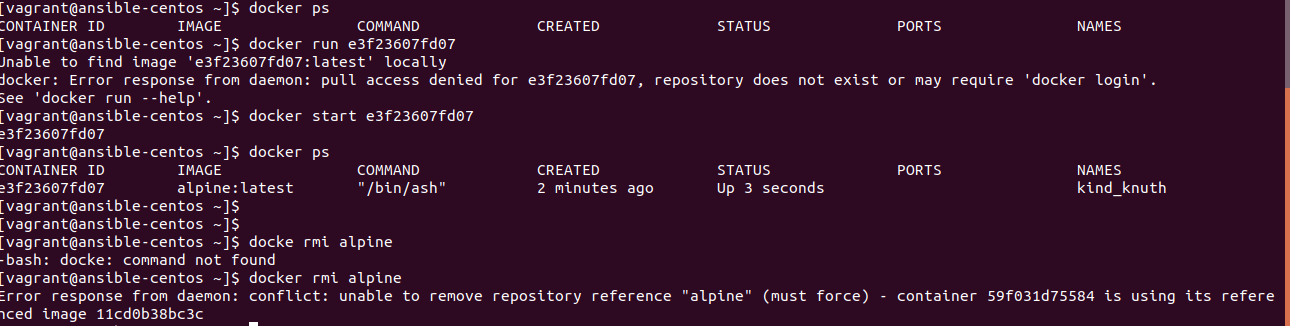 [vagrant@ansible-centos ~]$ docker ps
CONTAINER ID        IMAGE               COMMAND             CREATED             STATUS              PORTS               NAMES
[vagrant@ansible-centos ~]$ docker run e3f23607fd07
Unable to find image 'e3f23607fd07:latest' locally
docker: Error response from daemon: pull access denied for e3f23607fd07, repository does not exist or may require 'docker login'.
See 'docker run --help'.
[vagrant@ansible-centos ~]$ docker start e3f23607fd07
e3f23607fd07
[vagrant@ansible-centos ~]$ docker ps
CONTAINER ID        IMAGE               COMMAND             CREATED             STATUS              PORTS               NAMES
e3f23607fd07        alpine:latest       "/bin/ash"          2 minutes ago       Up 3 seconds                            kind_knuth
[vagrant@ansible-centos ~]$
[vagrant@ansible-centos ~]$
[vagrant@ansible-centos ~]$ docke rmi alpine
-bash: docke: command not found
[vagrant@ansible-centos ~]$ docker rmi alpine
Error response from daemon: conflict: unable to remove repository reference "alpine" (must force) - container 59f031d75584 is using its refere
nced image 11cd0b38bc3c